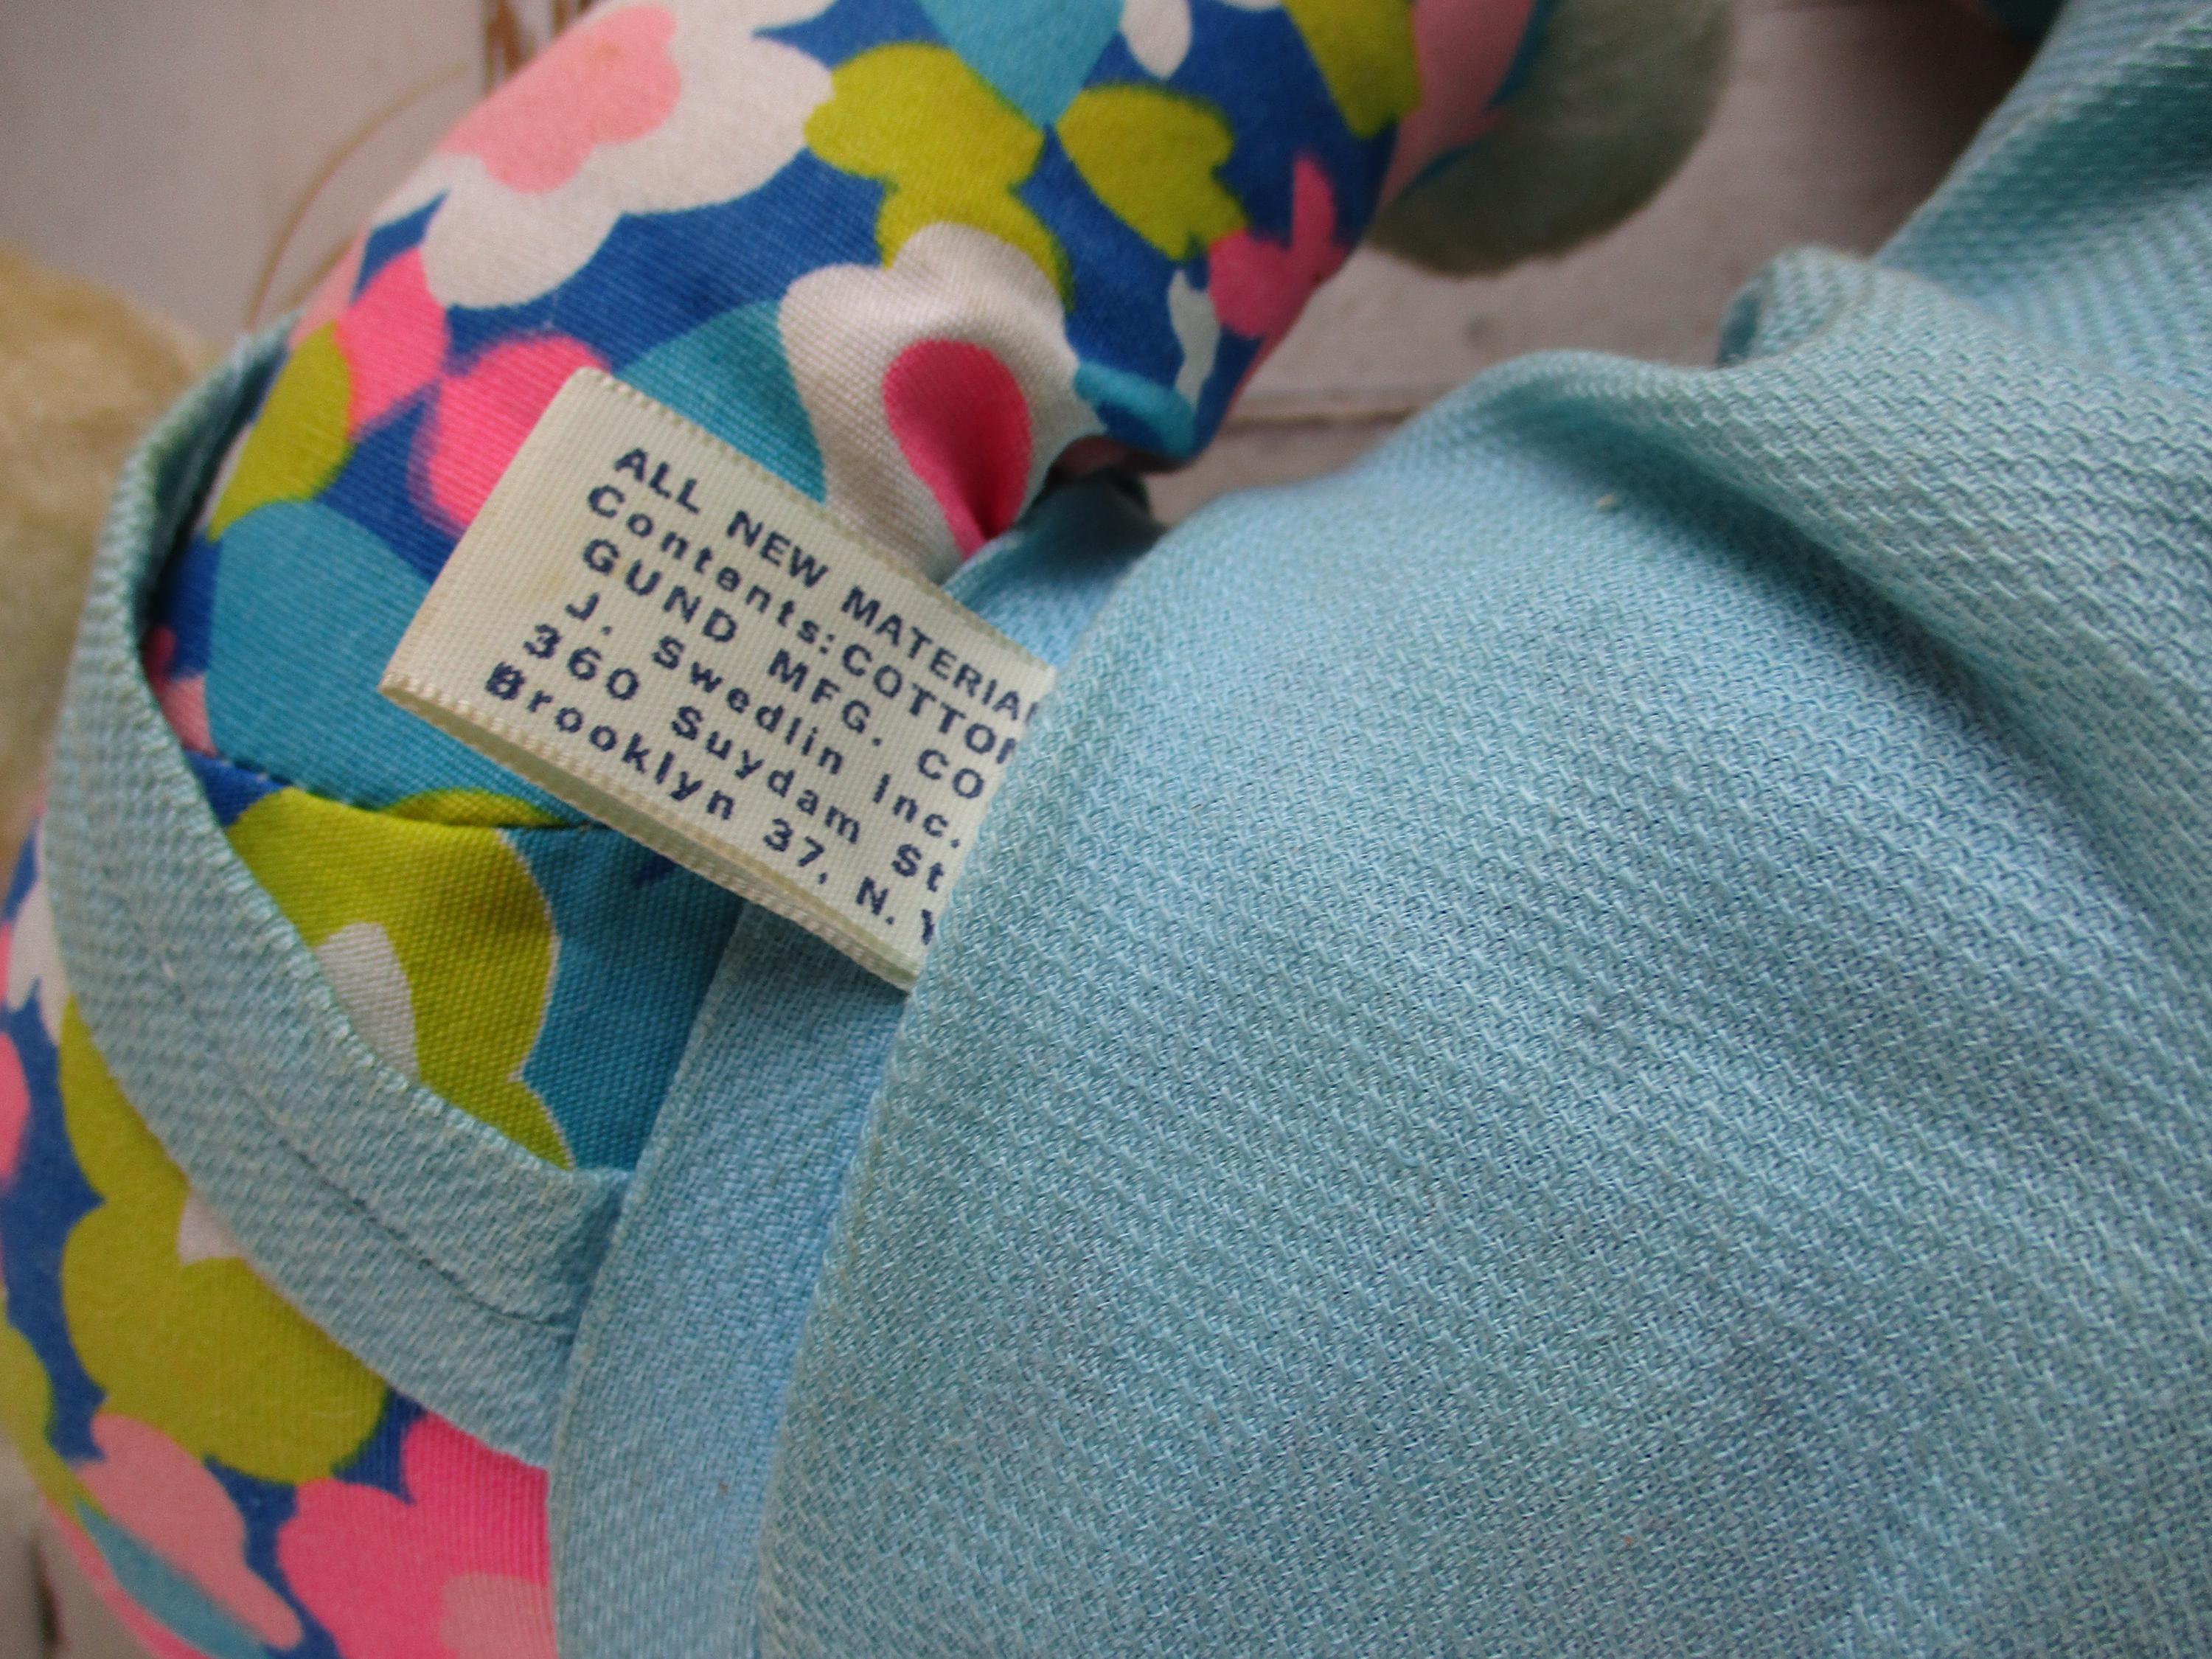 ALL NEW MATERIAL
Contents:COTTON
GUND MFG. CO
J. Swedlin Inc.
360 Suydam St.
Brooklyn 37, N. Y